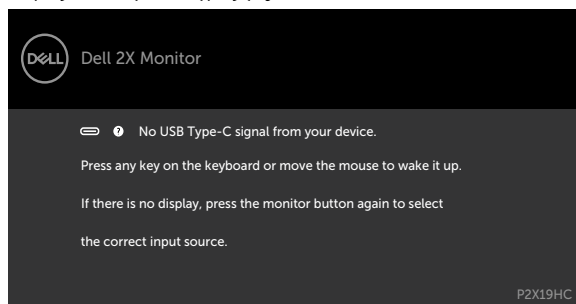 DELL
Dell 2X Monitor
No USB Type-C signal from your device.
Press any key on the keyboard or move the mouse to wake it up.
If there is no display, press the monitor button again to select
the correct input source.
P2X19HC